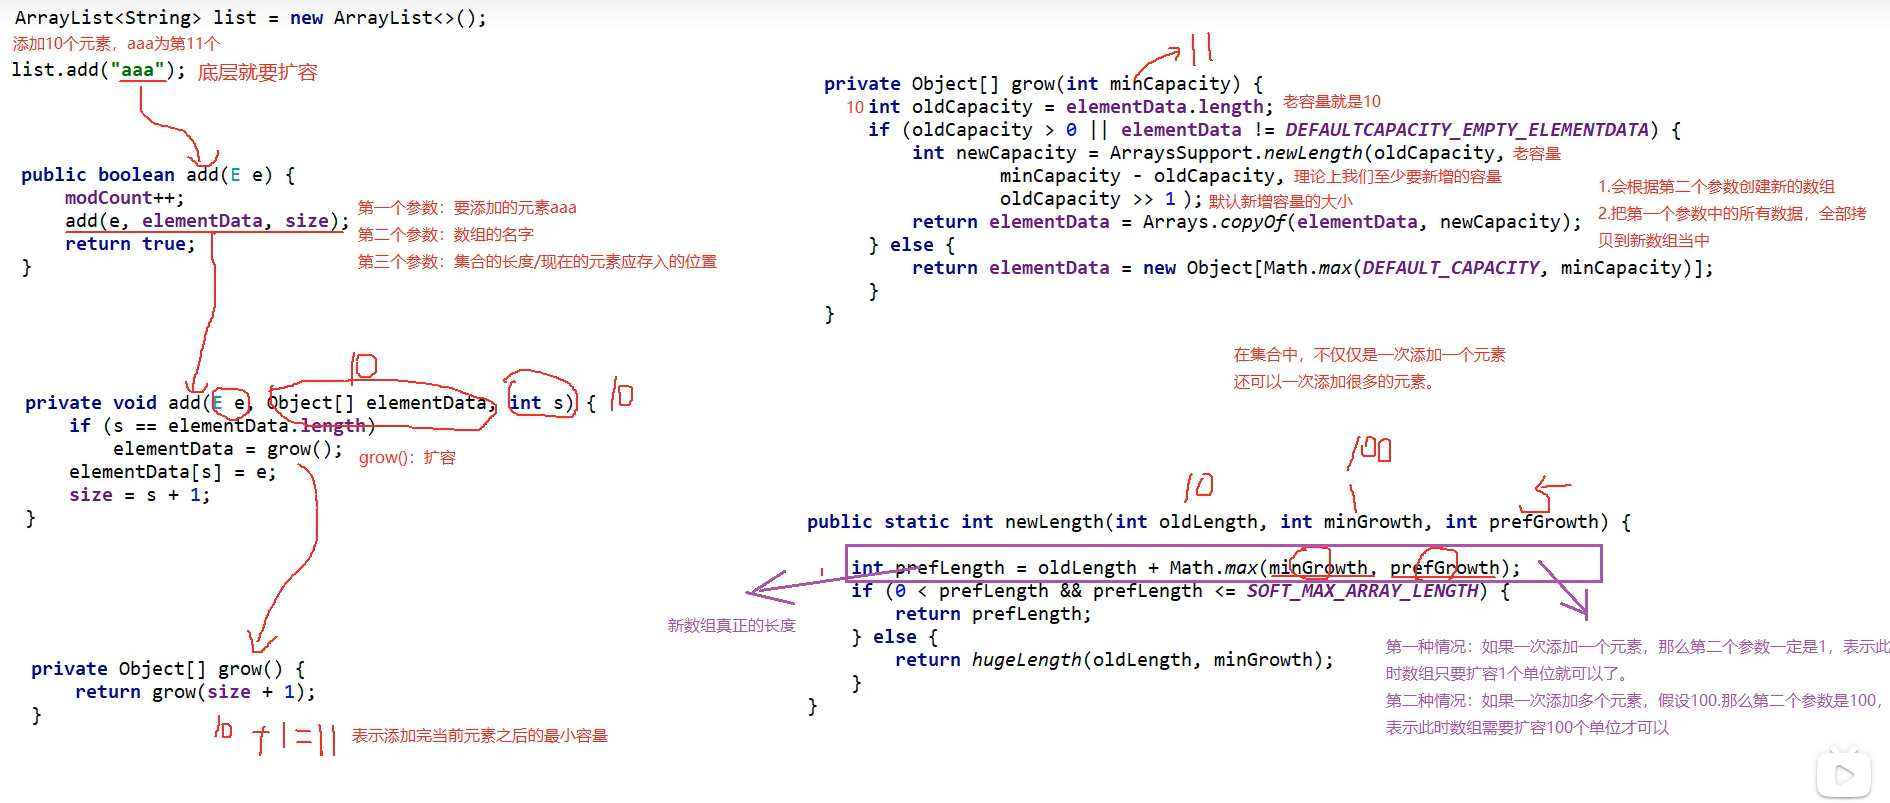 ArrayList<String> list = new ArrayList<>();
添加10个元素，aaa为第11个
list.add("aaa"); 底层就要扩容
public boolean add(E e) {
modCount++;
add(e, elementData, size);
return true;
}
第一个参数：要添加的元素aaa
第二个参数：数组的名字
第三个参数：集合的长度/现在的元素应存入的位置
10
private void add(E e, Object[] elementData, int s) { 10
if (s == elementData.length)
elementData = grow(); grow()：扩容
elementData[s] = e;
size = s + 1;
}
private Object[] grow() {
return grow(size + 1);
}
10 +1=11 表示添加完当前元素之后的最小容量
11
private Object[] grow(int minCapacity) {
10 int oldCapacity = elementData.length; 老容量就是10
if (oldCapacity > 0 || elementData != DEFAULTCAPACITY_EMPTY_ELEMENTDATA) {
int newCapacity = ArraysSupport.newLength(oldCapacity, 老容量
minCapacity - oldCapacity, 理论上我们至少要新增的容量
oldCapacity >> 1 ); 默认新增容量的大小
return elementData = Arrays.copyOf(elementData, newCapacity);
} else {
return elementData = new Object[Math.max(DEFAULT_CAPACITY, minCapacity)];
}
}
1.会根据第二个参数创建新的数组
2.把第一个参数中的所有数据，全部拷
贝到新数组当中
在集合中，不仅仅是一次添加一个元素
还可以一次添加很多的元素。
10 100 5
public static int newLength(int oldLength, int minGrowth, int prefGrowth) {
int prefLength = oldLength + Math.max(minGrowth, prefGrowth);
if (0 < prefLength && prefLength <= SOFT_MAX_ARRAY_LENGTH) {
return prefLength;
} else {
return hugeLength(oldLength, minGrowth);
}
}
新数组真正的长度
第一种情况：如果一次添加一个元素，那么第二个参数一定是1，表示此
时数组只要扩容1个单位就可以了。
第二种情况：如果一次添加多个元素，假设100.那么第二个参数是100，
表示此时数组需要扩容100个单位才可以